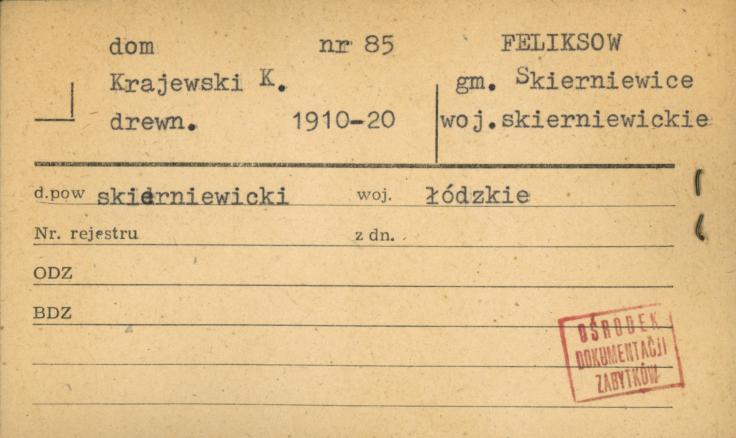 dom nr 85 FELIKSOW
Krajewski K. gm. Skierniewice
drewn. 1910-20 woj.skierniewickie
d.pow skierniewicki woj. łódzkie
Nr. rejestru z dn.
ODZ
BDZ
OŚRODEK
DOKUMENTACJI
ZABYTKÓW